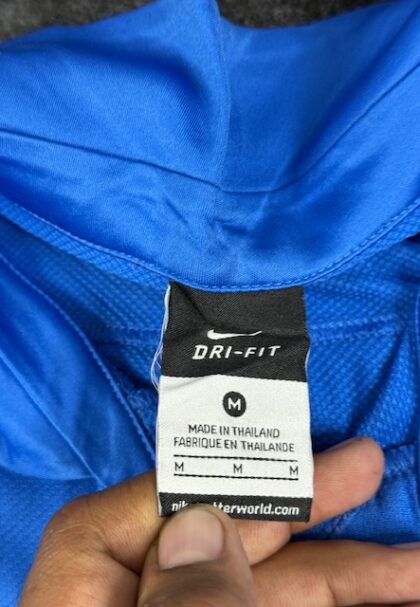 DRI-FIT
M
MADE IN THAILAND
FABRIQUE EN THAILANDE
M M M